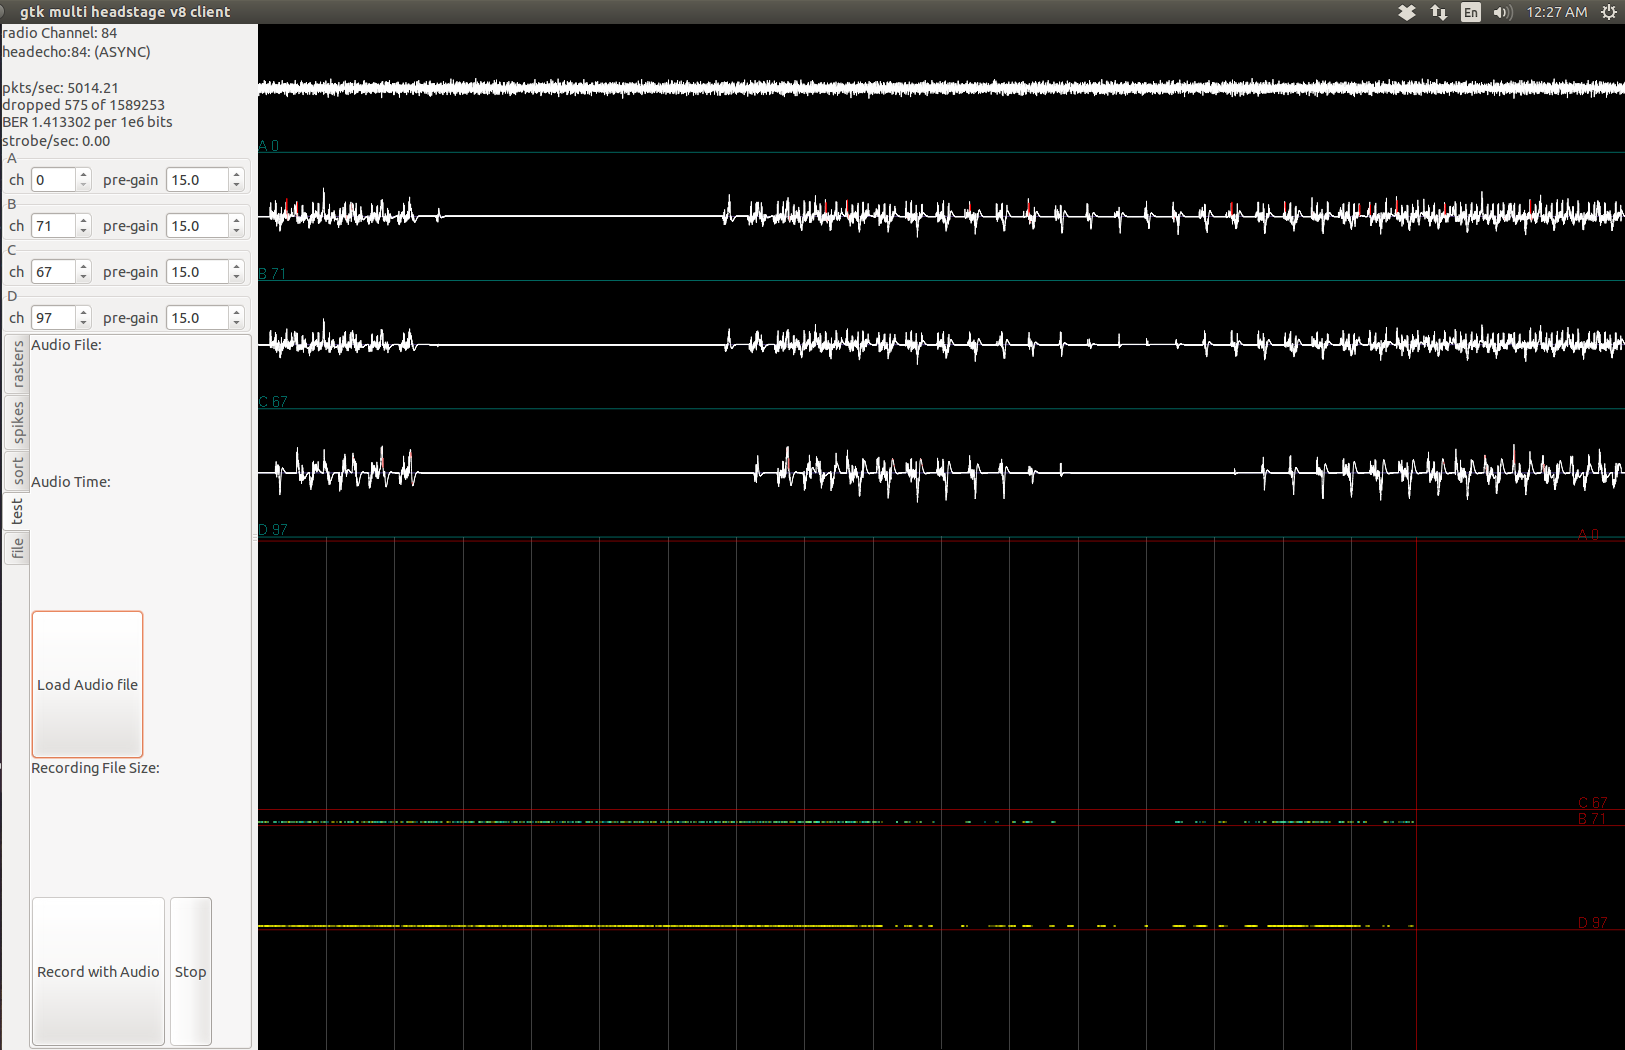 gtk multi headstage v8 client
En
12:27 AM
radio Channel: 84
headecho:84: (ASYNC)
pkts/sec: 5014.21
dropped 575 of 1589253
BER 1.413302 per 1e6 bits
strobe/sec: 0.00
A
ch 0 pre-gain 15.0
B
ch 71 pre-gain 15.0
C
ch 67 pre-gain 15.0
D
ch 97 pre-gain 15.0
rasters
spikes
sort
test
file
Audio File:
Audio Time:
Load Audio file
Recording File Size:
Record with Audio
Stop
A 0
B 71
C 67
D 97
A 0
C 67
B 71
D 97